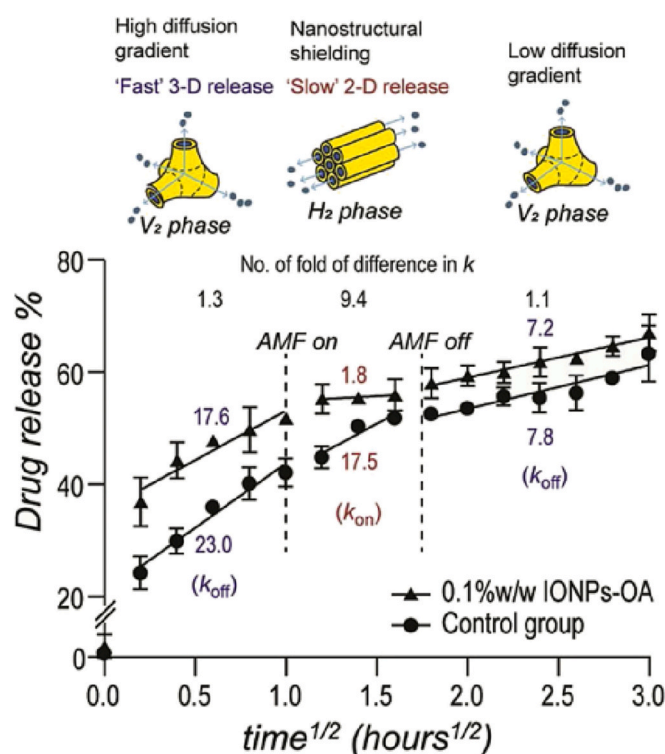 High diffusion
gradient
'Fast' 3-D release
V₂ phase
Nanostructural
shielding
'Slow' 2-D release
H₂ phase
Low diffusion
gradient
V₂ phase
No. of fold of difference in k
1.3
9.4
1.1
AMF on
AMF off
17.6
23.0
(k_off)
1.8
17.5
(k_on)
7.2
7.8
(k_off)
Drug release %
80
60
40
20
0
▲ 0.1%w/w IONPs-OA
● Control group
0.0 0.5 1.0 1.5 2.0 2.5 3.0
time^1/2 (hours^1/2)